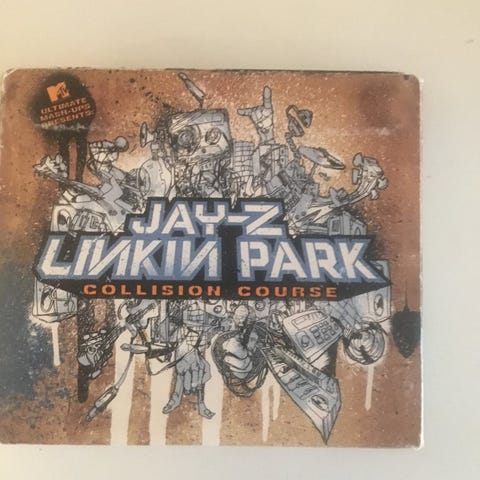 MTV
ULTIMATE
MASH-UPS
PRESENTS:
JAY-Z
LINKIN PARK
COLLISION COURSE